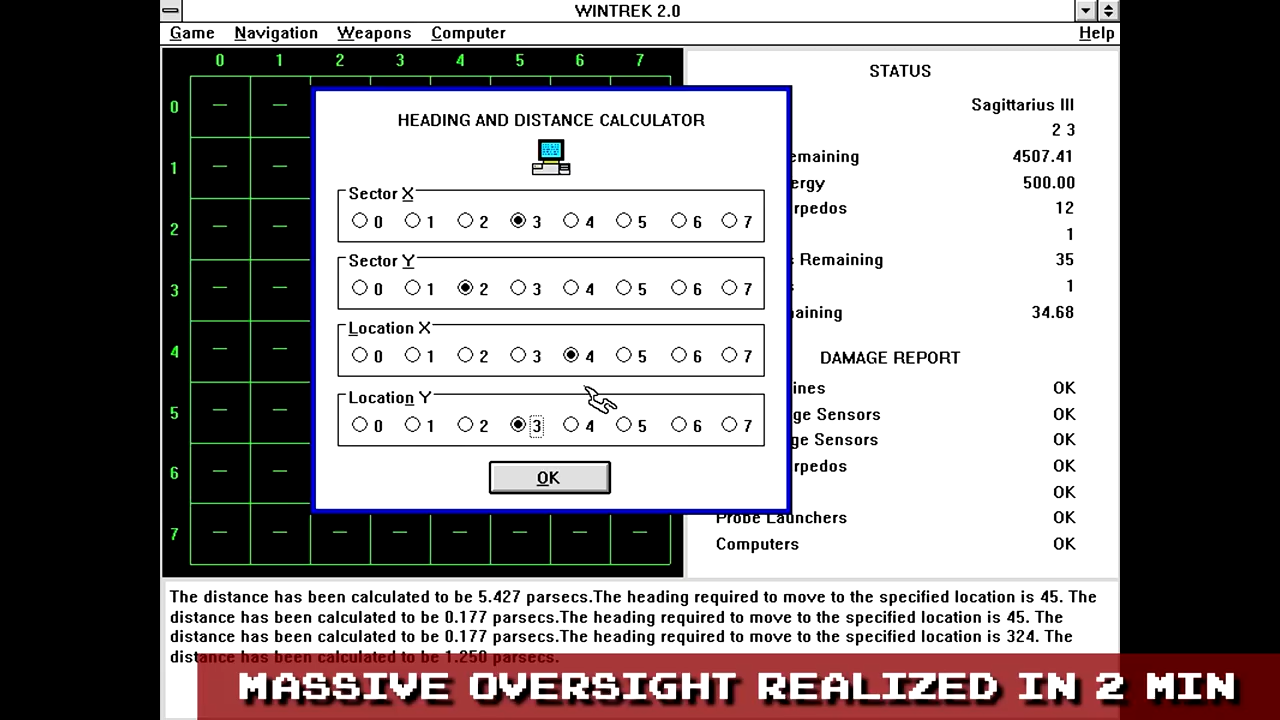 WINTREK 2.0
Game Navigation Weapons Computer Help
0 1 2 3 4 5 6 7
STATUS
0
1
2
3
4
5
6
7
HEADING AND DISTANCE CALCULATOR
Sector X
0 1 2 3 4 5 6 7
Sector Y
0 1 2 3 4 5 6 7
Location X
0 1 2 3 4 5 6 7
Location Y
0 1 2 3 4 5 6 7
OK
Sagittarius III
2 3
emaining 4507.41
ergy 500.00
rpedos 12
1
s Remaining 35
s 1
aining 34.68
DAMAGE REPORT
ines OK
ge Sensors OK
ge Sensors OK
rpedos OK
OK
Probe Launchers OK
Computers OK
The distance has been calculated to be 5.427 parsecs.The heading required to move to the specified location is 45. The
distance has been calculated to be 0.177 parsecs.The heading required to move to the specified location is 45. The
distance has been calculated to be 0.177 parsecs.The heading required to move to the specified location is 324. The
distance has been calculated to be 1.250 parsecs.
MASSIVE OVERSIGHT REALIZED IN 2 MIN